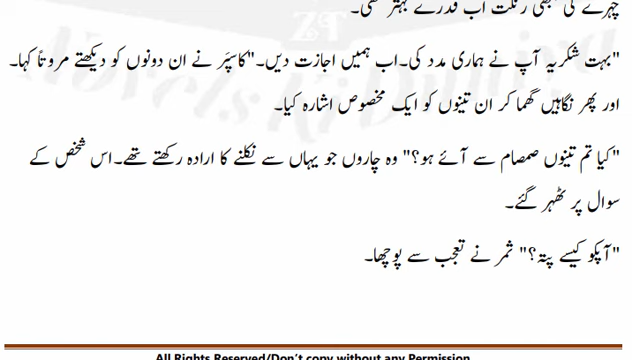 چہرے کی بھی رنگت اب قدرے بہتر تھی۔
"بہت شکریہ آپ نے ہماری مدد کی۔اب ہمیں اجازت دیں۔"کاسپَر نے ان دونوں کو دیکھتے مروتاً کہا۔
اور پھر نگاہیں گھما کر ان تینوں کو ایک مخصوص اشارہ کیا۔
"کیا تم تینوں صمصام سے آئے ہو؟" وہ چاروں جو یہاں سے نکلنے کا ارادہ رکھتے تھے۔اس شخص کے
سوال پر ٹھہر گئے۔
"آپکو کیسے پتہ؟" ثمر نے تعجب سے پوچھا۔
All Rights Reserved/Don't copy without any Permission